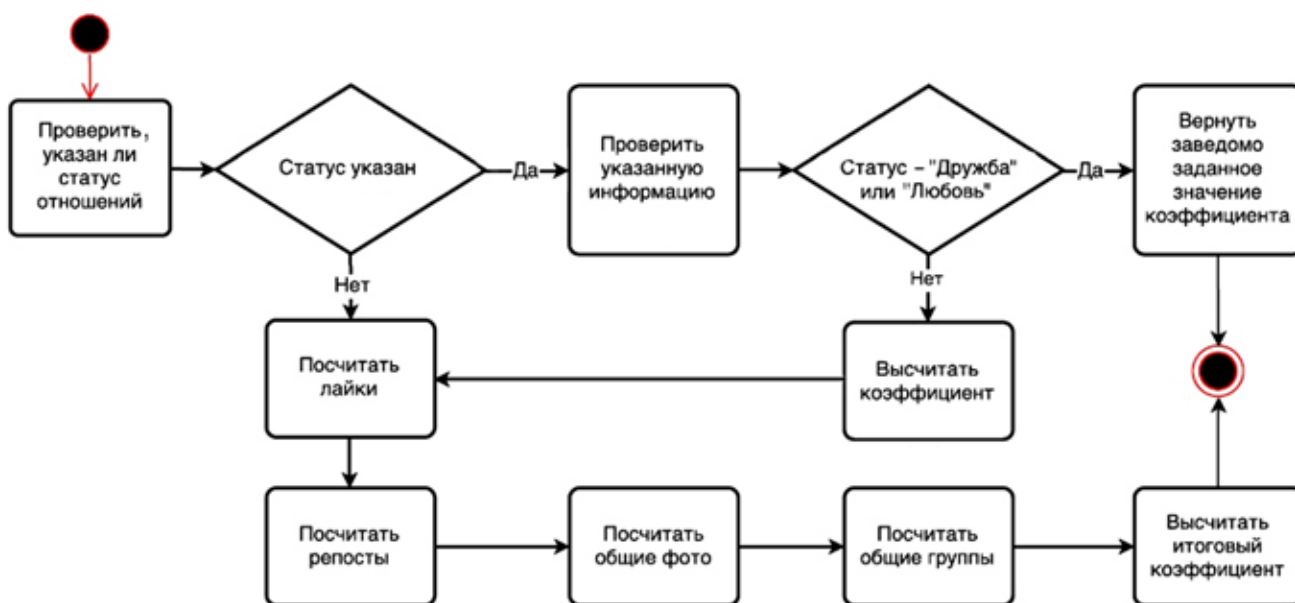 Проверить,
указан ли
статус
отношений
Статус указан
Да
Проверить
указанную
информацию
Статус – "Дружба"
или "Любовь"
Да
Вернуть
заведомо
заданное
значение
коэффициента
Нет
Нет
Посчитать
лайки
Высчитать
коэффициент
Посчитать
репосты
Посчитать
общие фото
Посчитать
общие группы
Высчитать
итоговый
коэффициент